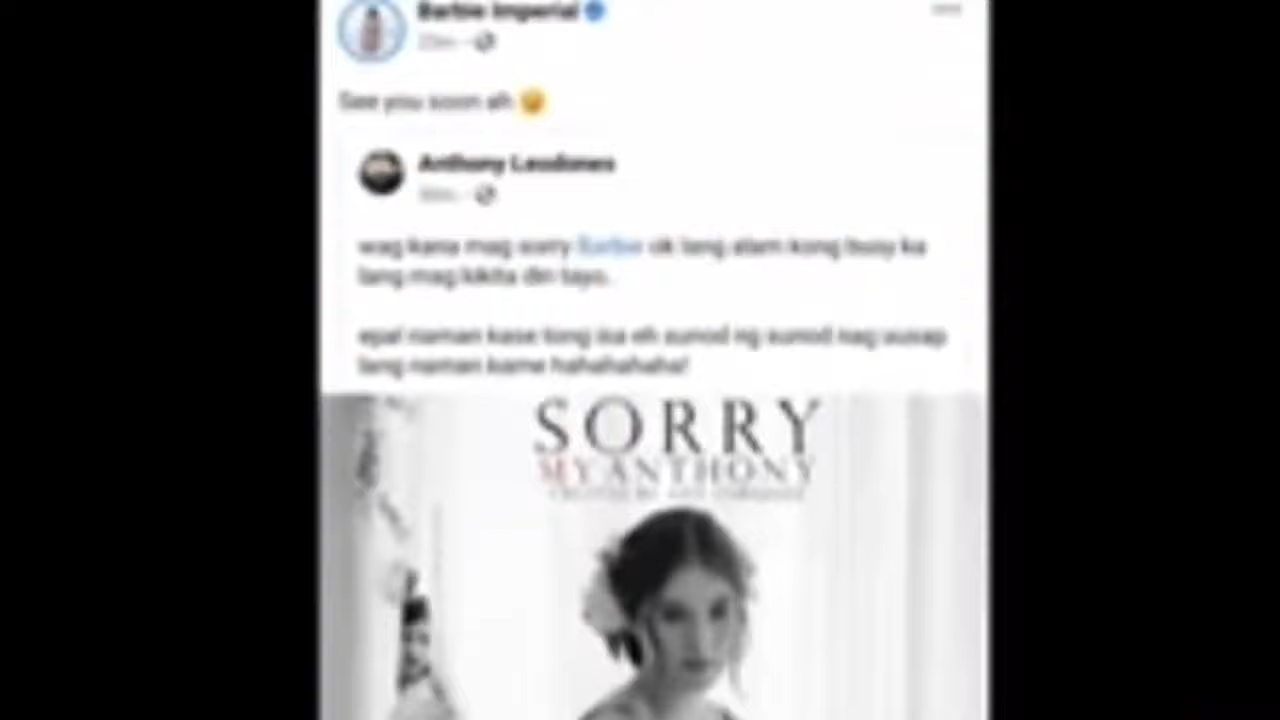 Barbie Imperial
See you soon ah
Anthony Leodones
wag kana mag sorry Barbie ok lang alam kong busy ka
lang mag kikita din tayo.
epal naman kase tong isa eh sunod ng sunod nag uusap
lang naman kame hahahahaha!
SORRY
MY ANTHONY